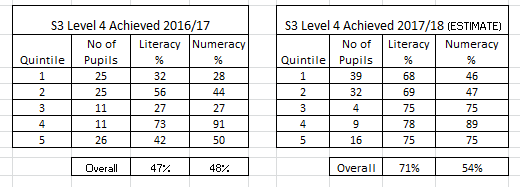 S3 Level 4 Achieved 2016/17
No of Literacy Numeracy
Quintile Pupils % %
1 25 32 28
2 25 56 44
3 11 27 27
4 11 73 91
5 26 42 50
Overall 47% 48%
S3 Level 4 Achieved 2017/18 (ESTIMATE)
No of Literacy Numeracy
Quintile Pupils % %
1 39 68 46
2 32 69 47
3 4 75 75
4 9 78 89
5 16 75 75
Overall 71% 54%